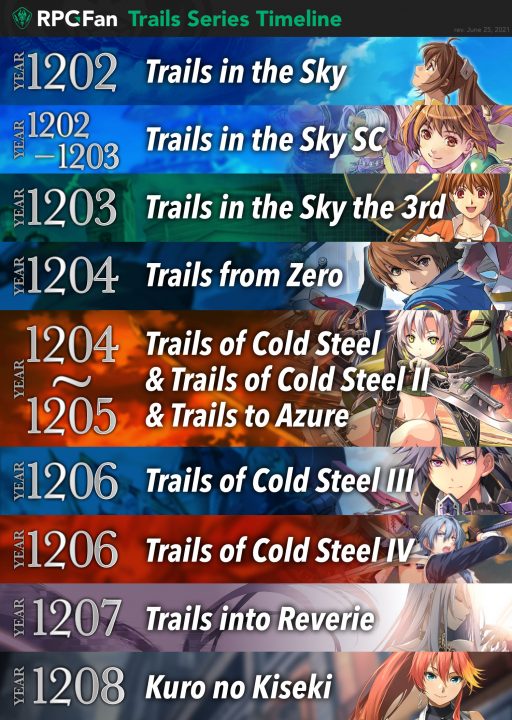 RPGFan Trails Series Timeline
rev. June 25, 2021
YEAR 1202 Trails in the Sky
YEAR 1202
–1203 Trails in the Sky SC
YEAR 1203 Trails in the Sky the 3rd
YEAR 1204 Trails from Zero
YEAR 1204
~
1205
Trails of Cold Steel
& Trails of Cold Steel II
& Trails to Azure
YEAR 1206 Trails of Cold Steel III
YEAR 1206 Trails of Cold Steel IV
YEAR 1207 Trails into Reverie
YEAR 1208 Kuro no Kiseki